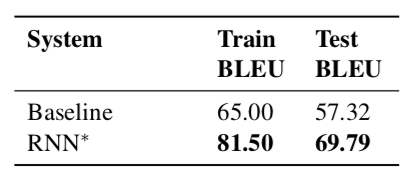 System Train Test
BLEU BLEU
Baseline 65.00 57.32
RNN* 81.50 69.79